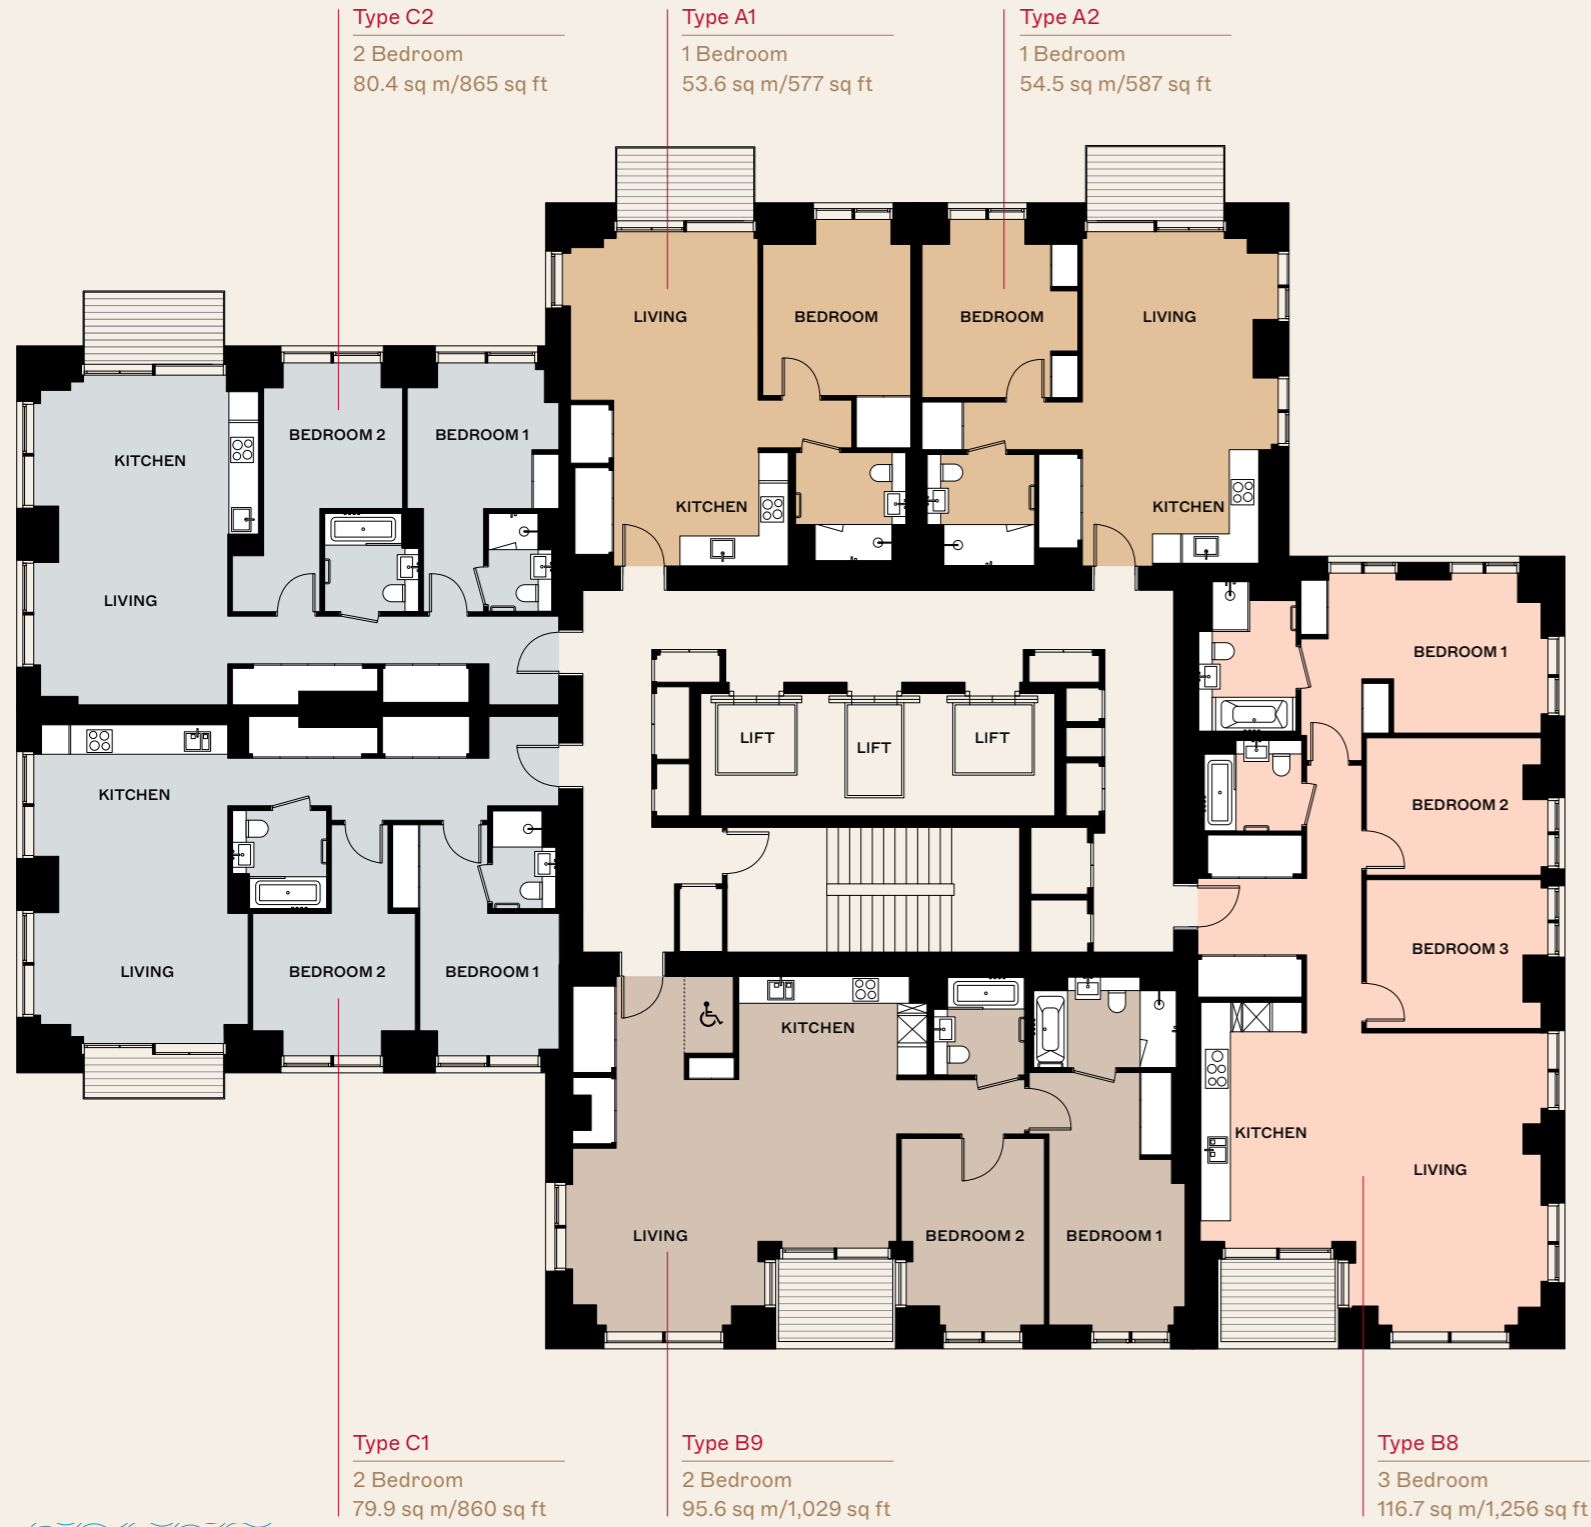 Type C2
2 Bedroom
80.4 sq m/865 sq ft
Type A1
1 Bedroom
53.6 sq m/577 sq ft
Type A2
1 Bedroom
54.5 sq m/587 sq ft
LIVING
BEDROOM
BEDROOM
LIVING
KITCHEN
BEDROOM 2
BEDROOM 1
KITCHEN
KITCHEN
LIVING
BEDROOM 1
LIFT
LIFT
LIFT
KITCHEN
BEDROOM 2
BEDROOM 3
LIVING
BEDROOM 2
BEDROOM 1
KITCHEN
KITCHEN
LIVING
LIVING
BEDROOM 2
BEDROOM 1
Type C1
2 Bedroom
79.9 sq m/860 sq ft
Type B9
2 Bedroom
95.6 sq m/1,029 sq ft
Type B8
3 Bedroom
116.7 sq m/1,256 sq ft